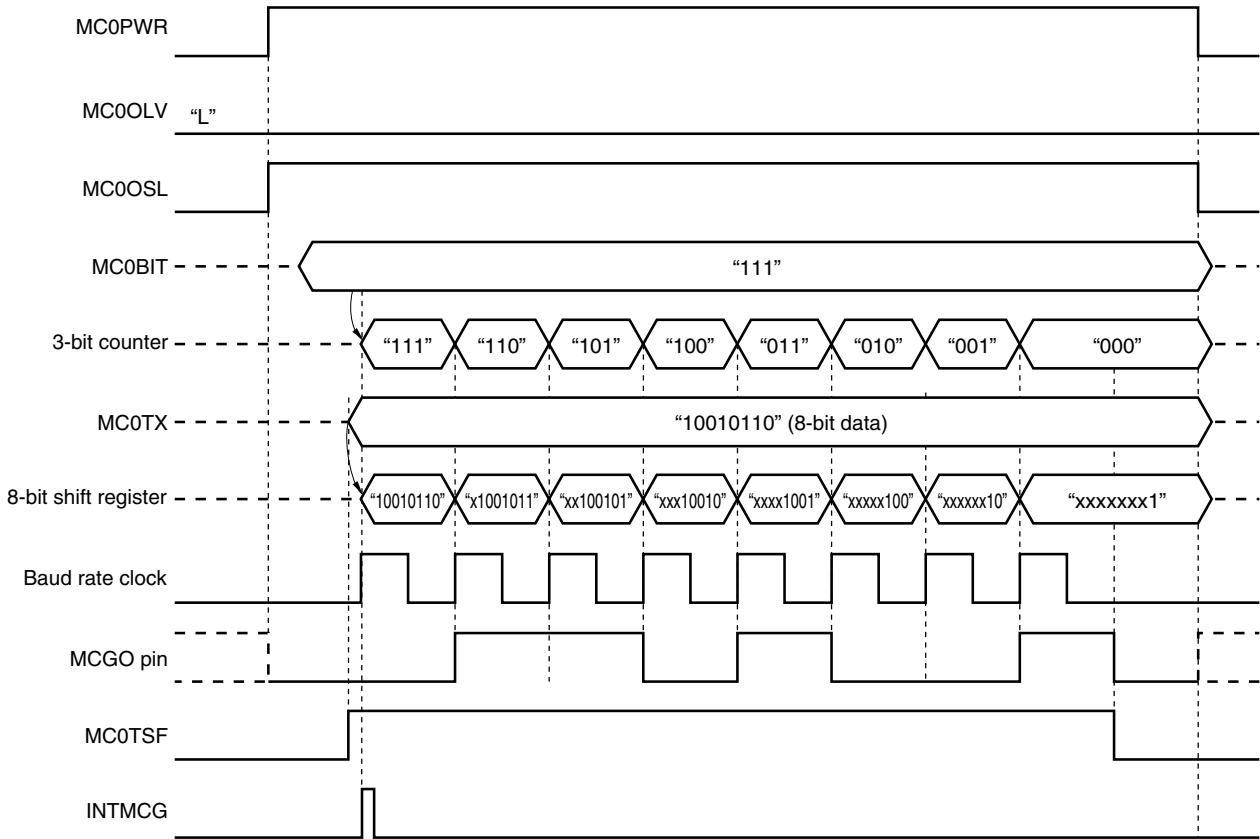 MC0PWR
MC0OLV “L”
MC0OSL
MC0BIT “111”
3-bit counter “111” “110” “101” “100” “011” “010” “001” “000”
MC0TX “10010110” (8-bit data)
8-bit shift register “10010110” “x1001011” “xx100101” “xxx10010” “xxxx1001” “xxxxx100” “xxxxxx10” “xxxxxxx1”
Baud rate clock
MCGO pin
MC0TSF
INTMCG